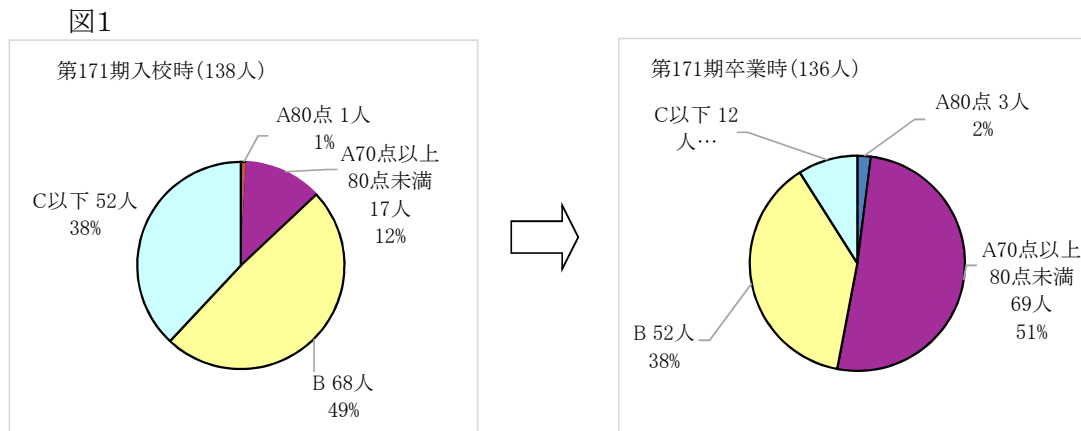 図1
第171期入校時(138人)
A80点 1人
1%
A70点以上
80点未満
17人
12%
C以下 52人
38%
B 68人
49%
第171期卒業時(136人)
C以下 12
人…
A80点 3人
2%
A70点以上
80点未満
69人
51%
B 52人
38%